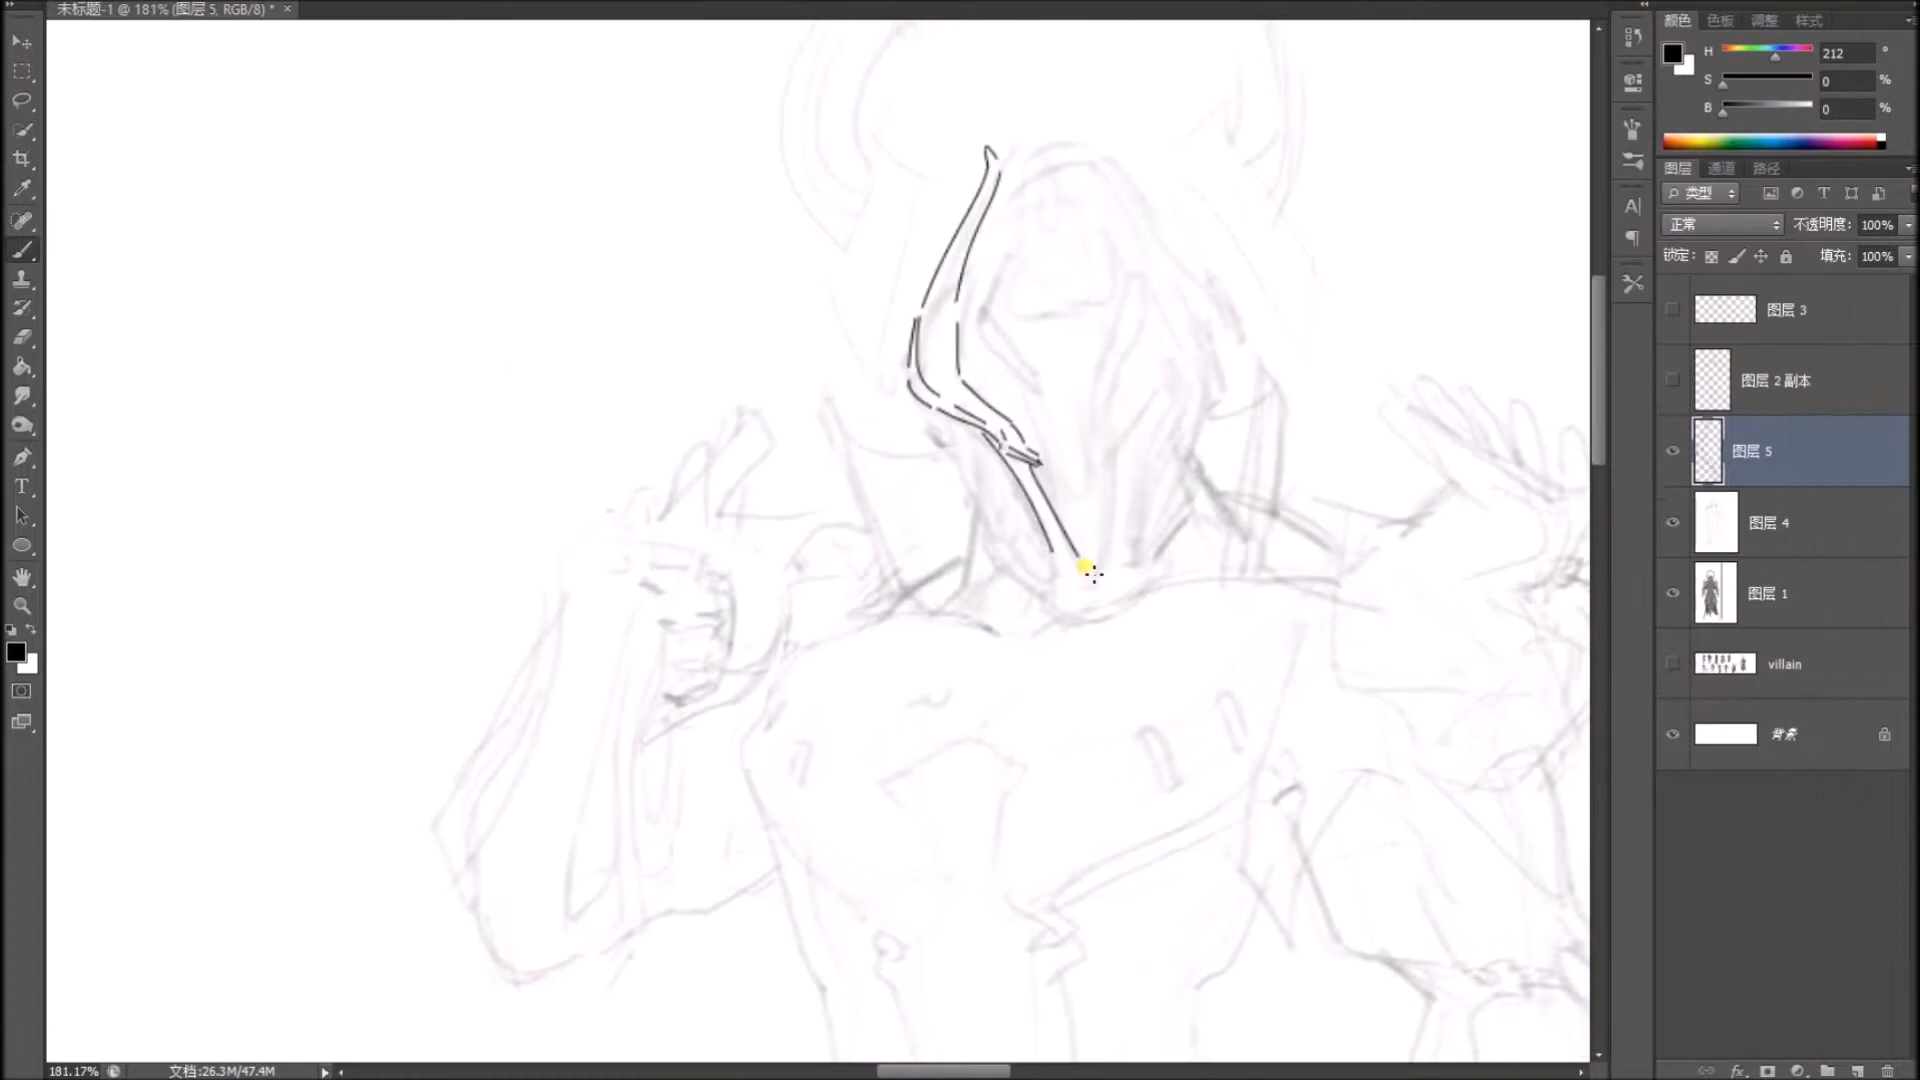 未标题-1 @ 181% (图层 5, RGB/8) * ×
颜色 色板 调整 样式
H 212 °
S 0 %
B 0 %
图层 通道 路径
类型
正常 不透明度: 100%
锁定: 填充: 100%
图层 3
图层 2 副本
图层 5
图层 4
图层 1
villain
背景
181.17% 文档:26.3M/47.4M